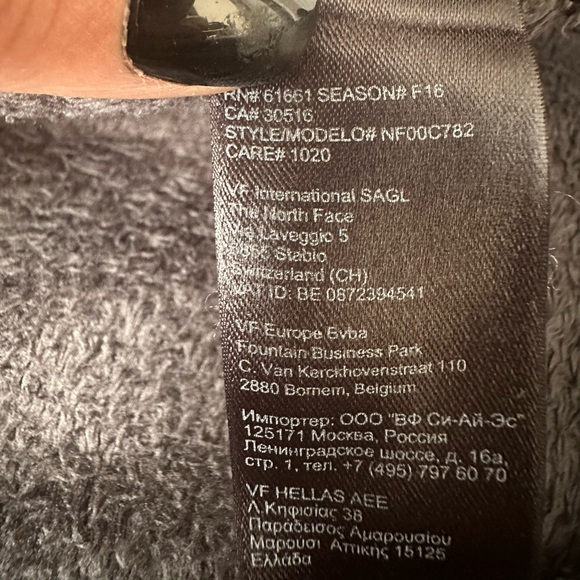 RN# 61661 SEASON# F16
CA# 30516
STYLE/MODELO# NF00C782
CARE# 1020
VF International SAGL
The North Face
Via Laveggio 5
Stabio
Switzerland (CH)
VAT ID: BE 0872394541
VF Europe Bvba
Fountain Business Park
C. Van Kerckhovenstraat 110
2880 Bornem, Belgium
Импортер: ООО "ВФ Си-Ай-Эс"
125171 Москва, Россия
Ленинградское шоссе, д. 16а,
стр. 1, тел. +7 (495) 797 60 70
VF HELLAS AEE
Λ.Κηφισίας 38
Παράδεισος Αμαρουσίου
Μαρούσι Αττικής 15125
Ελλάδα